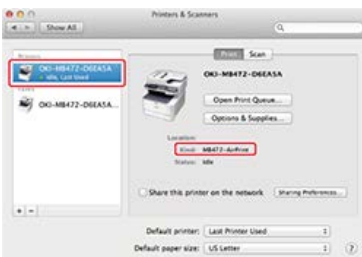 Printers & Scanners
Show All
Print Scan
Printers
OKI-MB472-D6EA5A
Idle, Last Used
Faxes
OKI-MB472-D6EA5A...
OKI-MB472-D6EA5A
Open Print Queue...
Options & Supplies...
Location:
Kind: MB472-AirPrint
Status: Idle
Share this printer on the network
Sharing Preferences...
Default printer: Last Printer Used
Default paper size: US Letter
?